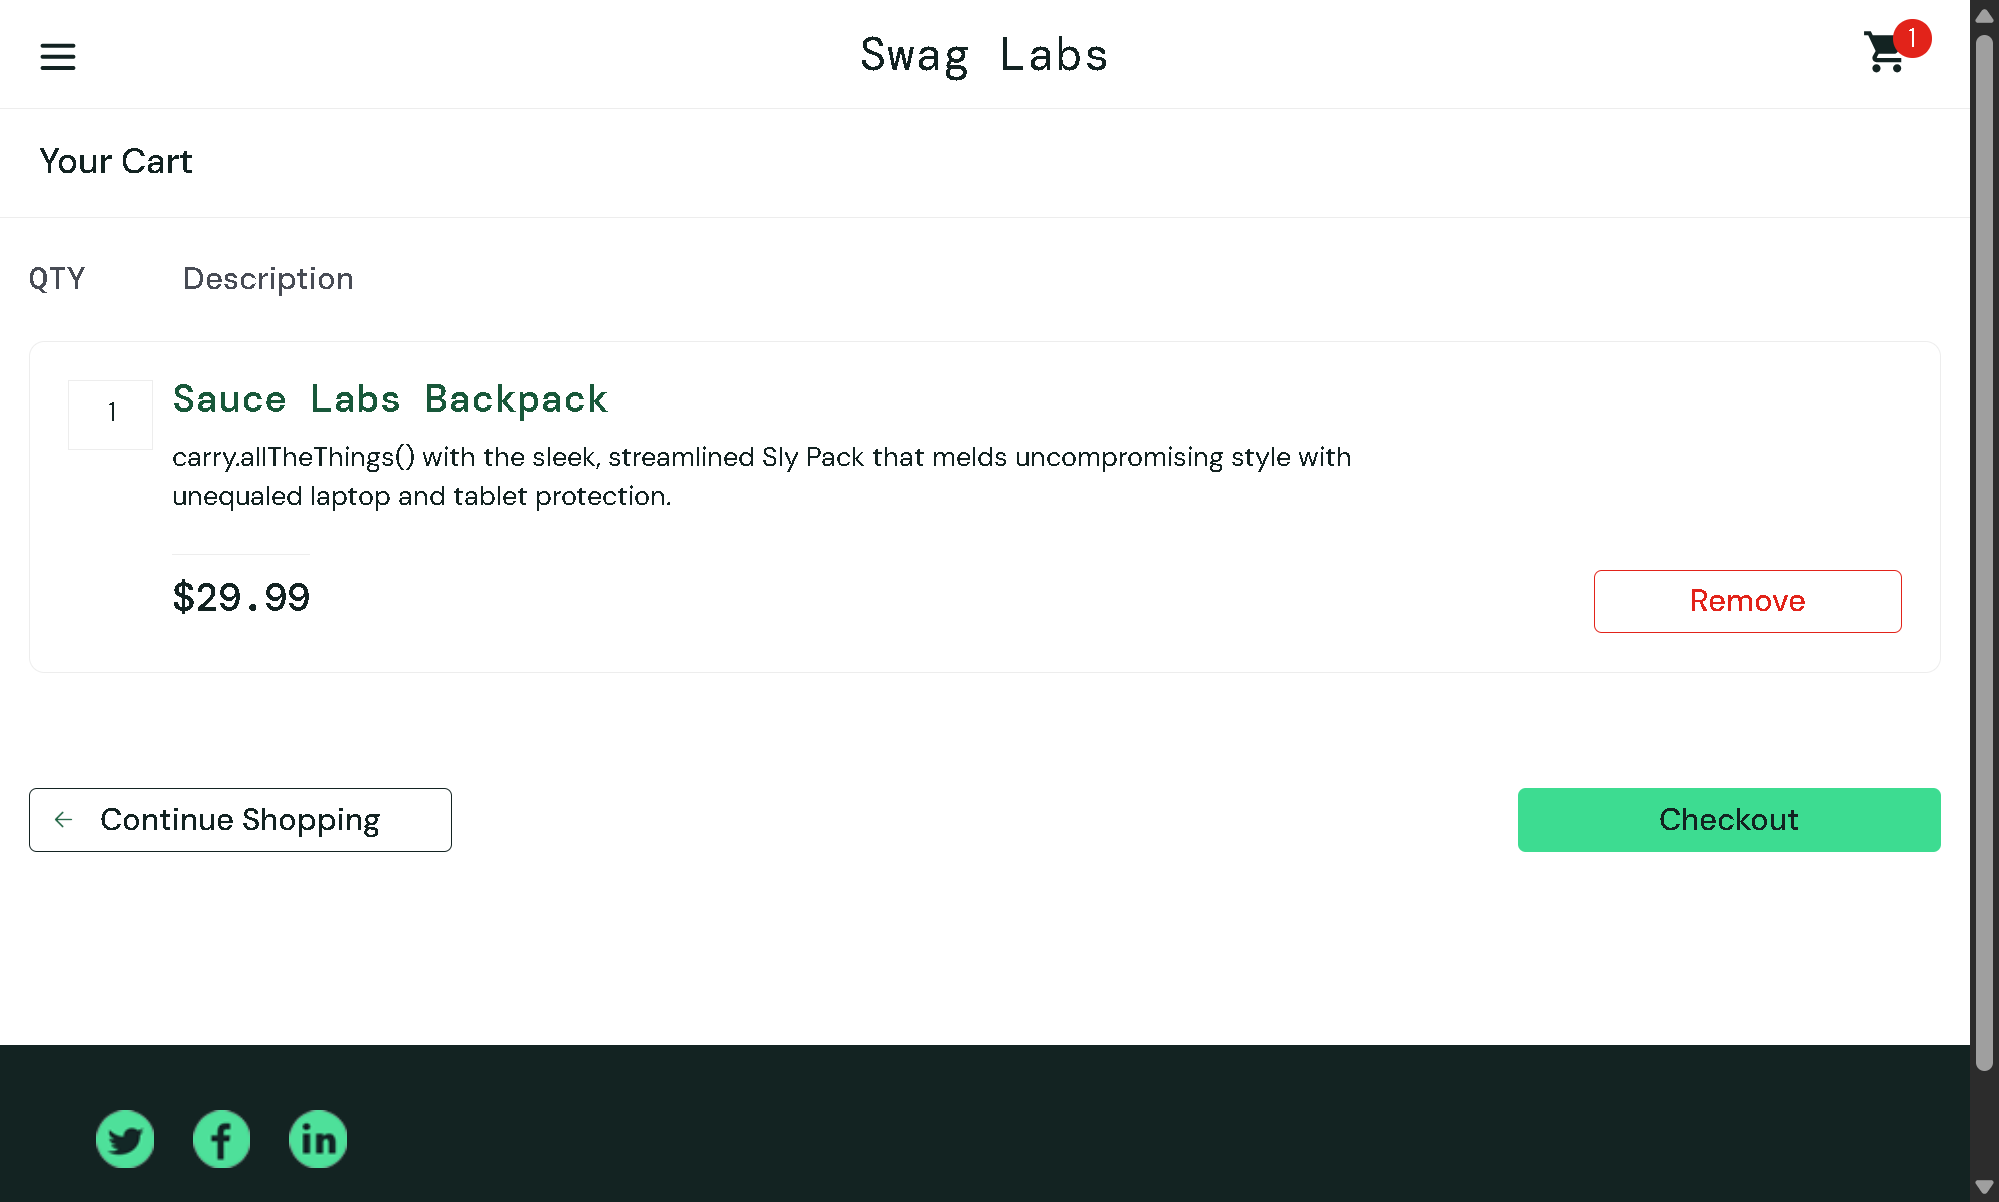 Swag Labs
1
Your Cart
QTY
Description
1
Sauce Labs Backpack
carry.allTheThings() with the sleek, streamlined Sly Pack that melds uncompromising style with
unequaled laptop and tablet protection.
$29.99
Remove
Continue Shopping
Checkout